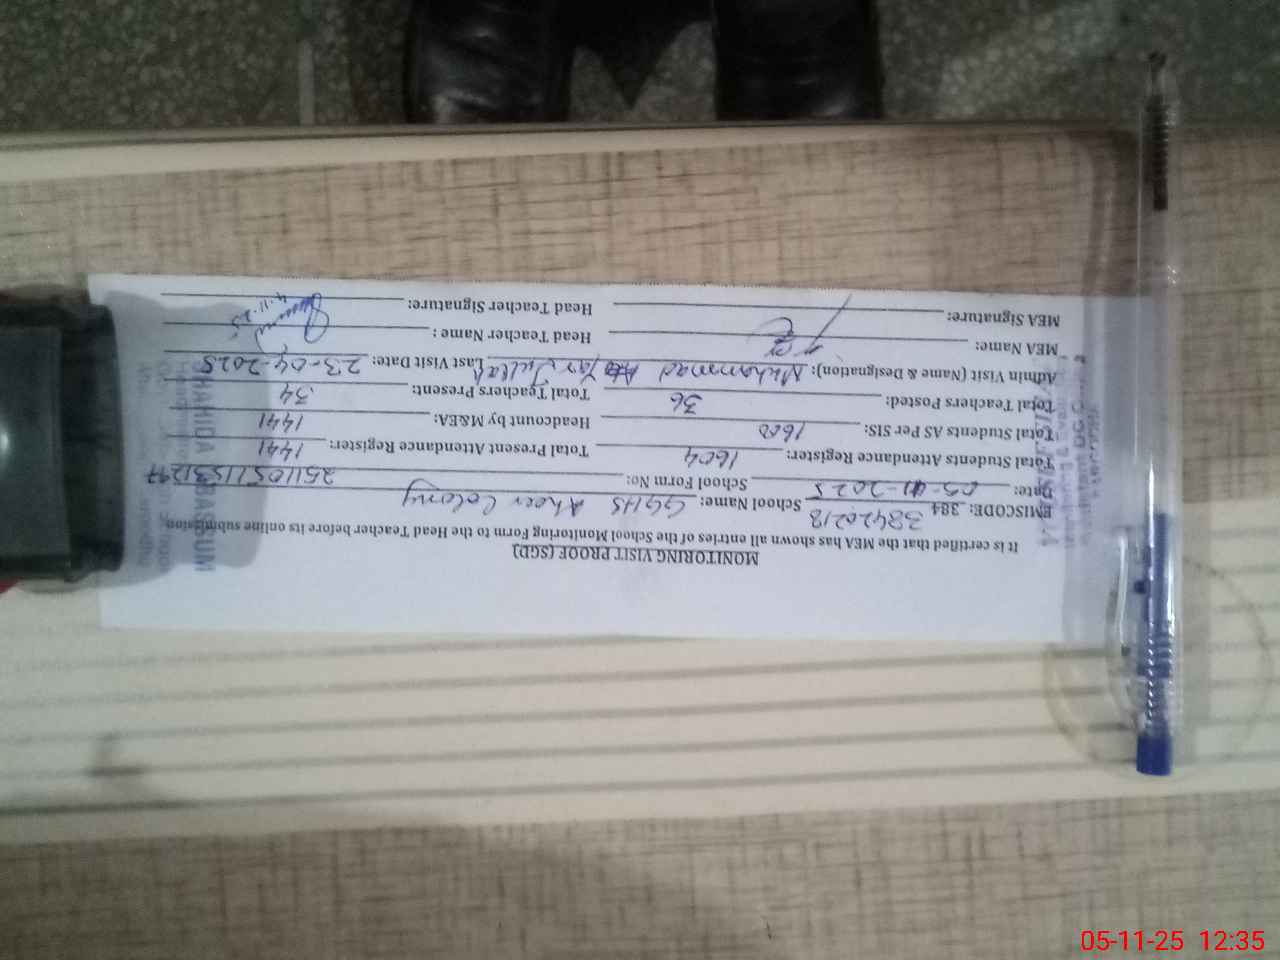 MONITORING VISIT PROOF (SGD)
It is certified that the MEA has shown all entries of the School Monitoring Form to the Head Teacher before its online submission.
EMISCODE: 384 38420218 School Name: GGHS Colony
Date: 05-11-2025 School Form No: 251105115531297
Total Students Attendance Register: 1604 Total Present Attendance Register: 1441
Total Students AS Per SIS: 1600 Headcount by M&EA: 1441
Total Teachers Posted: 36 Total Teachers Present: 34
Admin Visit (Name & Designation): Muhammad Last Visit Date: 23-04-2025
MEA Name: Head Teacher Name:
MEA Signature: Head Teacher Signature:
SHAHIDA TABASSUM
05-11-25 12:35